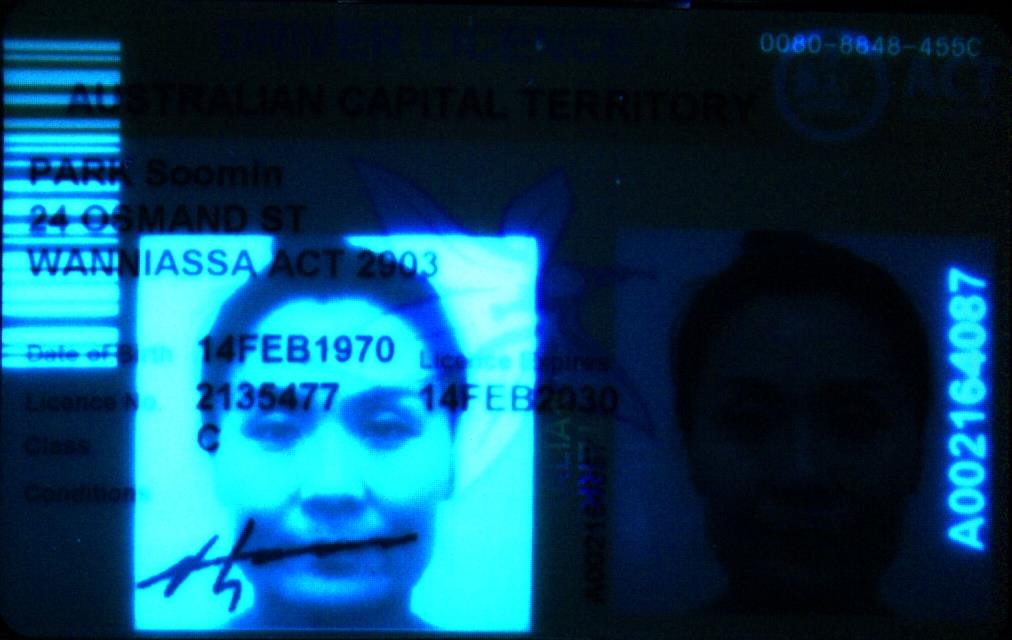 DRIVER LICENCE
0080-8848-455C
ACT
AUSTRALIAN CAPITAL TERRITORY
PARK Soomin
24 OSMAND ST
WANNIASSA ACT 2903
Date of Birth 14FEB1970 Licence Expires
Licence No. 2135477 14FEB2030
Class C
Conditions
A002164087